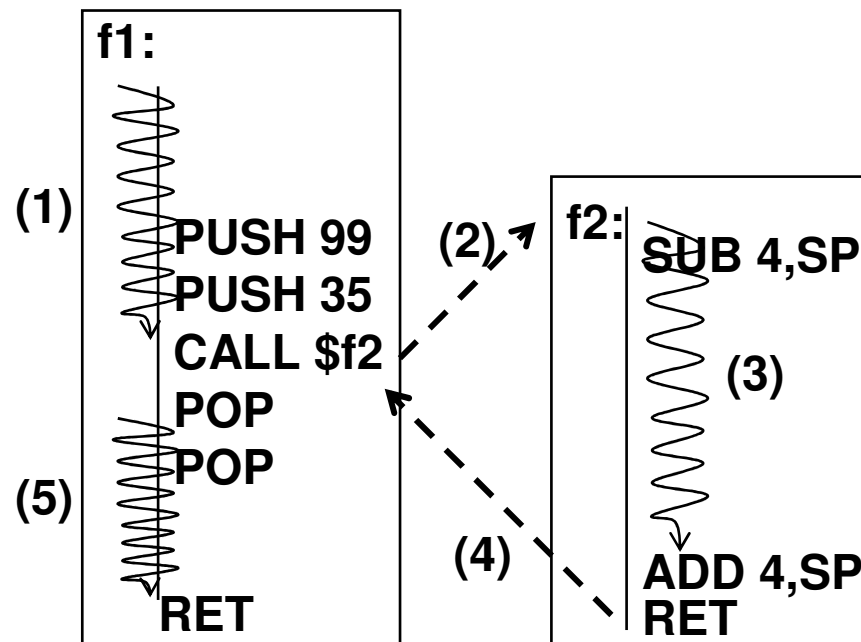 f1:
(1)
PUSH 99
PUSH 35
CALL $f2
POP
POP
(5)
RET
(2)
(4)
f2:
SUB 4,SP
(3)
ADD 4,SP
RET